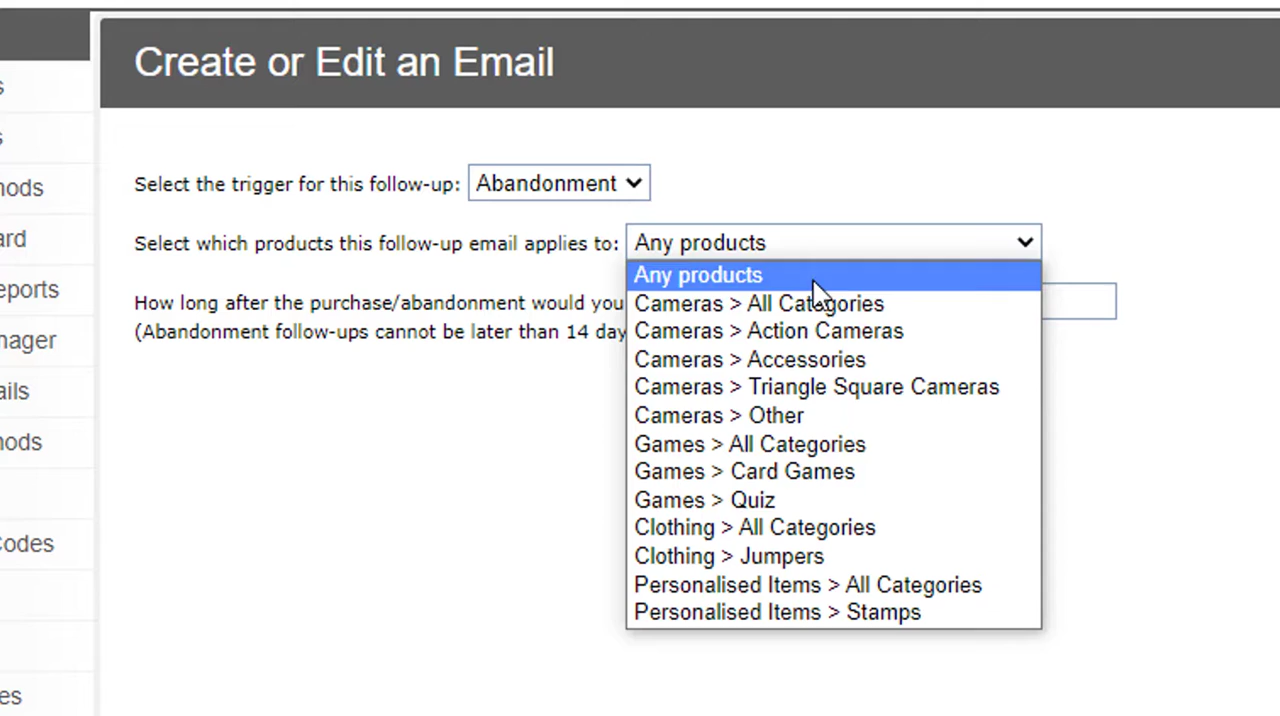 Create or Edit an Email
Select the trigger for this follow-up: Abandonment
Select which products this follow-up email applies to: Any products
Any products
How long after the purchase/abandonment would you
(Abandonment follow-ups cannot be later than 14 day
Cameras > All Categories
Cameras > Action Cameras
Cameras > Accessories
Cameras > Triangle Square Cameras
Cameras > Other
Games > All Categories
Games > Card Games
Games > Quiz
Clothing > All Categories
Clothing > Jumpers
Personalised Items > All Categories
Personalised Items > Stamps
s
s
nods
ard
eports
nager
ails
nods
Codes
es